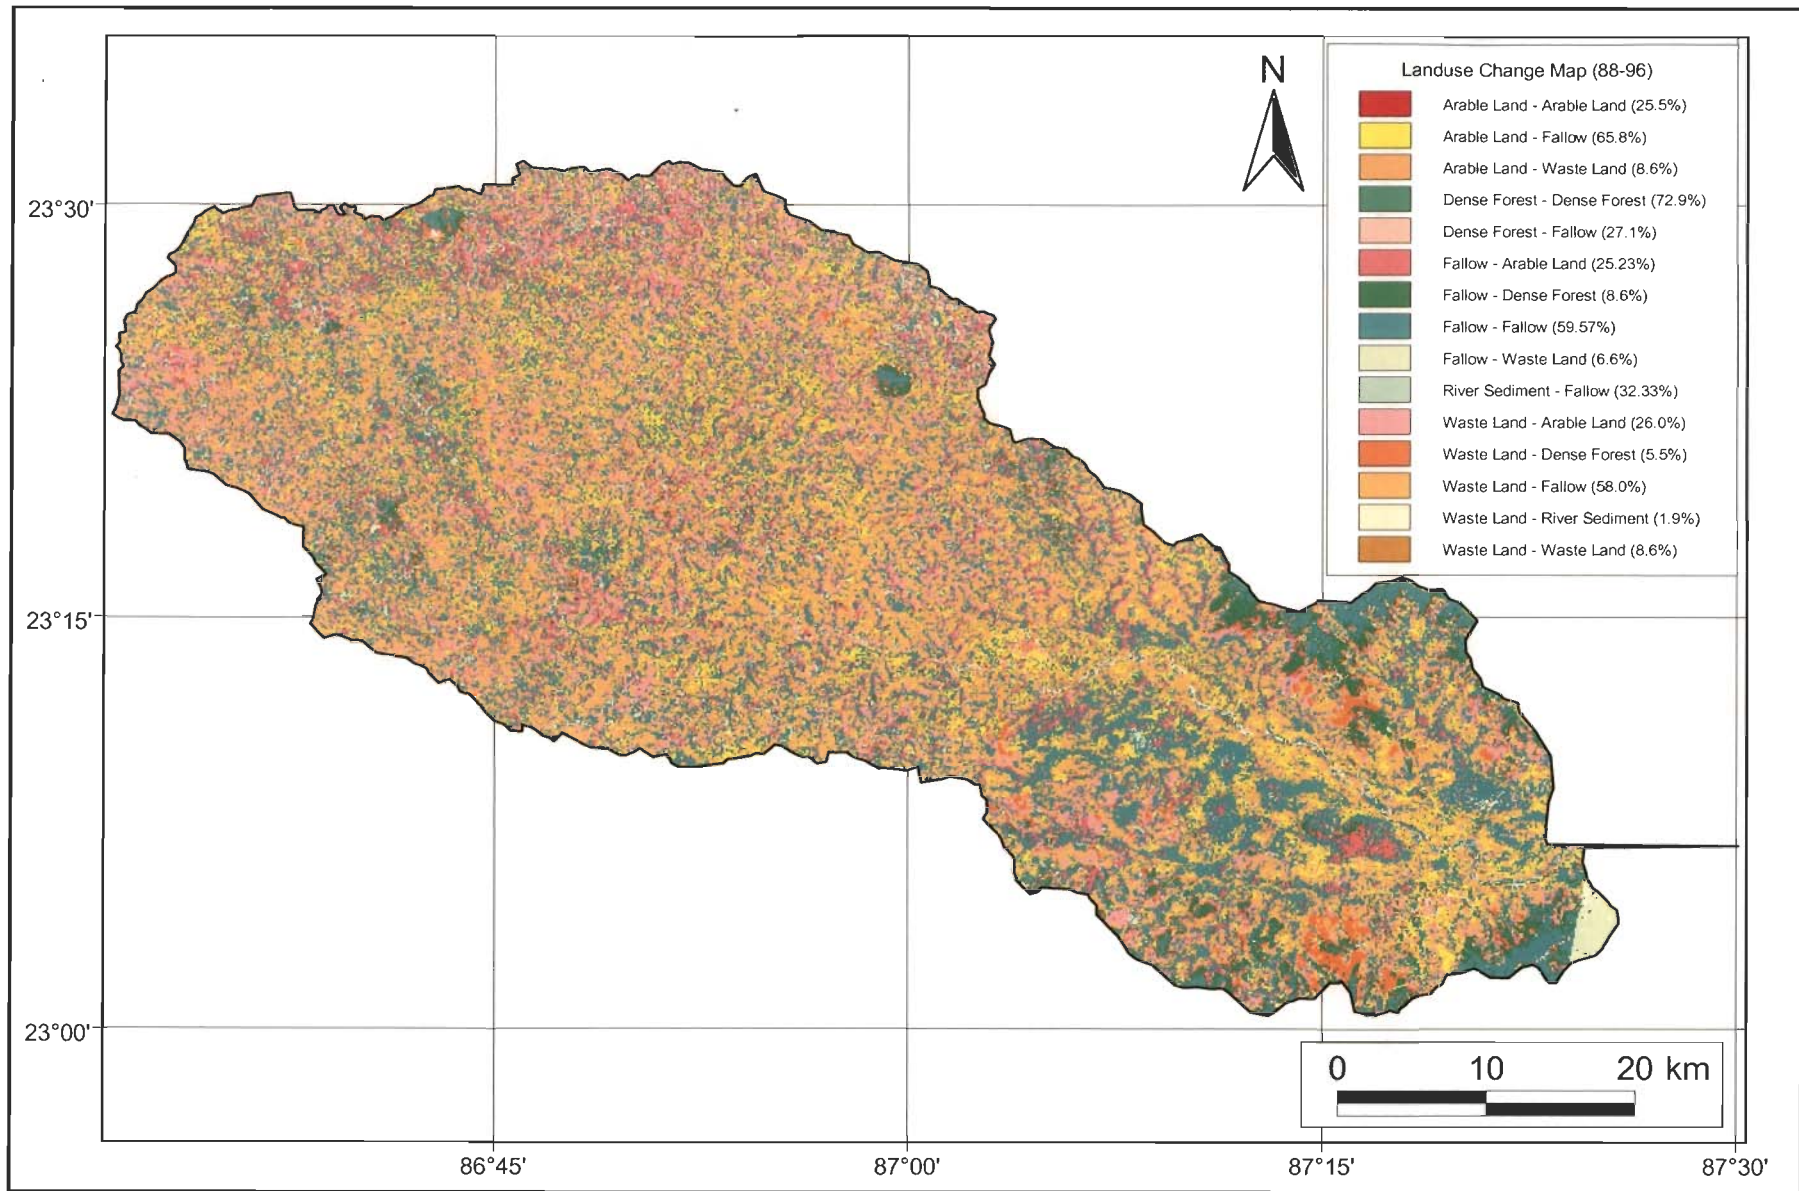 N
Landuse Change Map (88-96)
Arable Land - Arable Land (25.5%)
Arable Land - Fallow (65.8%)
Arable Land - Waste Land (8.6%)
Dense Forest - Dense Forest (72.9%)
Dense Forest - Fallow (27.1%)
Fallow - Arable Land (25.23%)
Fallow - Dense Forest (8.6%)
Fallow - Fallow (59.57%)
Fallow - Waste Land (6.6%)
River Sediment - Fallow (32.33%)
Waste Land - Arable Land (26.0%)
Waste Land - Dense Forest (5.5%)
Waste Land - Fallow (58.0%)
Waste Land - River Sediment (1.9%)
Waste Land - Waste Land (8.6%)
23°30'
23°15'
23°00'
0 10 20 km
86°45' 87°00' 87°15' 87°30'